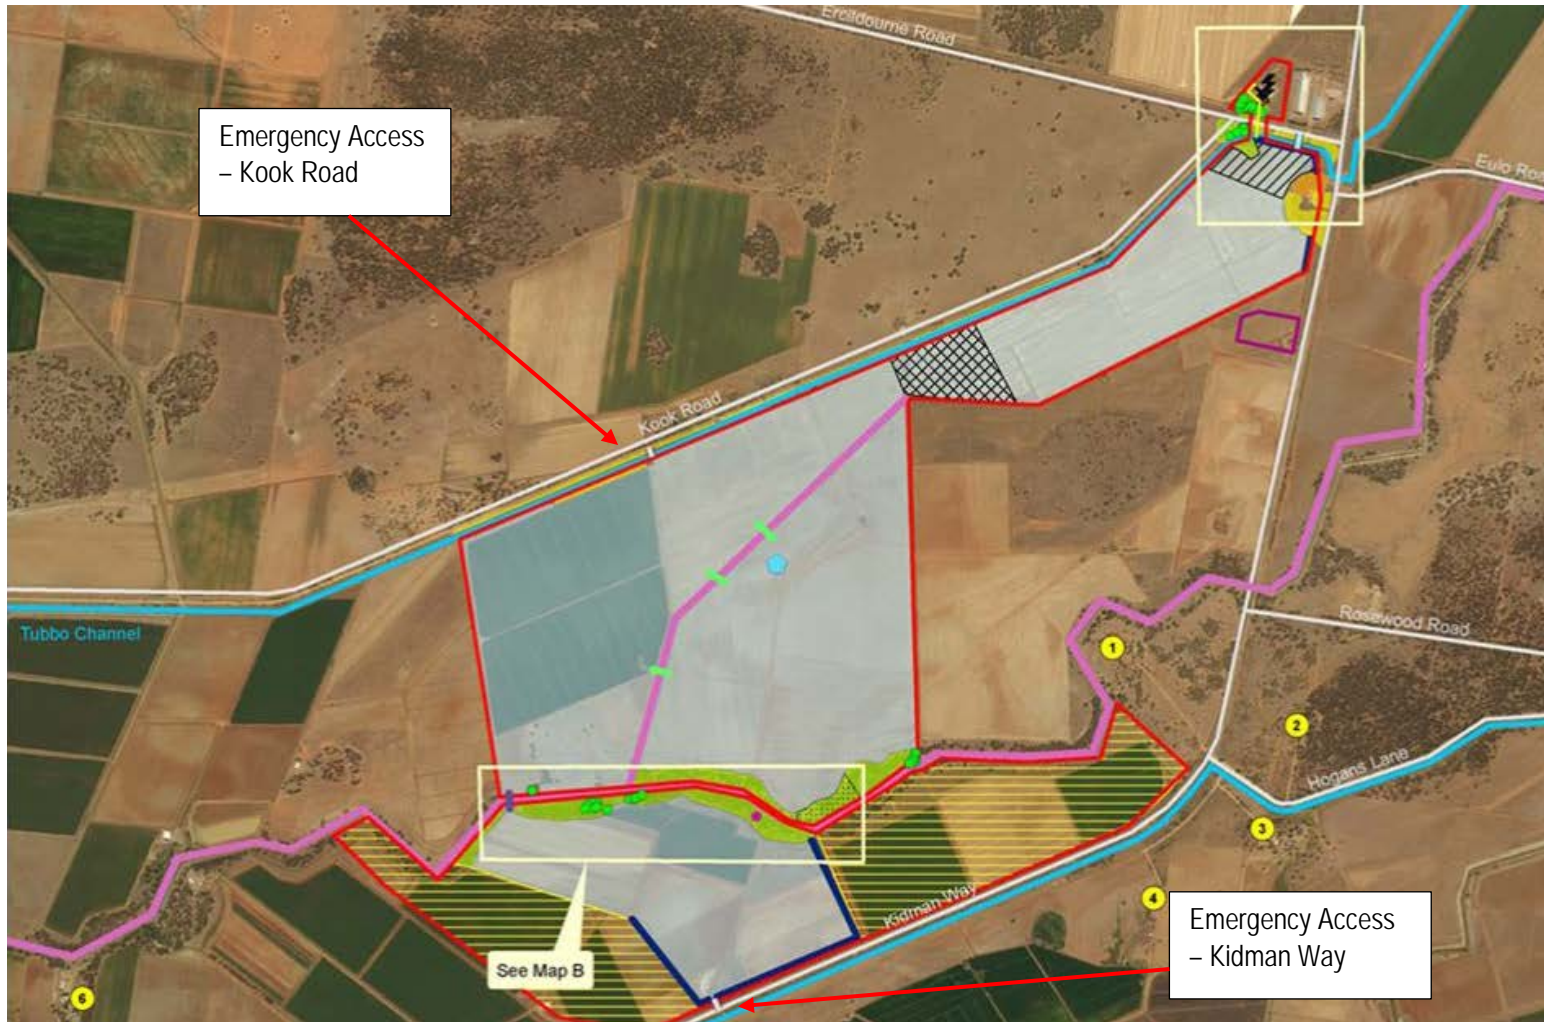 Ercildourne Road
Emergency Access
– Kook Road
Eulo Roa
Kook Road
Tubbo Channel
Rosewood Road
1
2
Hogans Lane
3
4
Kidman Way
Emergency Access
– Kidman Way
See Map B
6